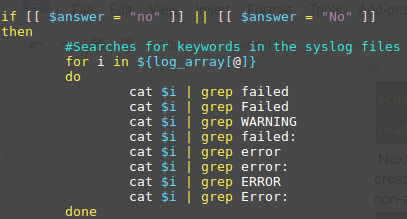 if [[ $answer = "no" ]] || [[ $answer = "No" ]]
then
#Searches for keywords in the syslog files
for i in ${log_array[@]}
do
cat $i | grep failed
cat $i | grep Failed
cat $i | grep WARNING
cat $i | grep failed:
cat $i | grep error
cat $i | grep error:
cat $i | grep ERROR
cat $i | grep Error:
done